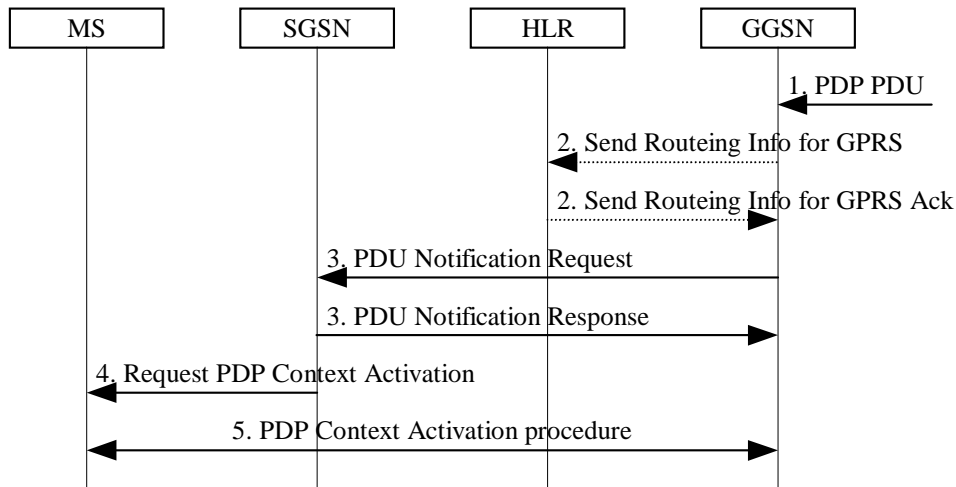 MS
SGSN
HLR
GGSN
1. PDP PDU
2. Send Routeing Info for GPRS
2. Send Routeing Info for GPRS Ack
3. PDU Notification Request
3. PDU Notification Response
4. Request PDP Context Activation
5. PDP Context Activation procedure